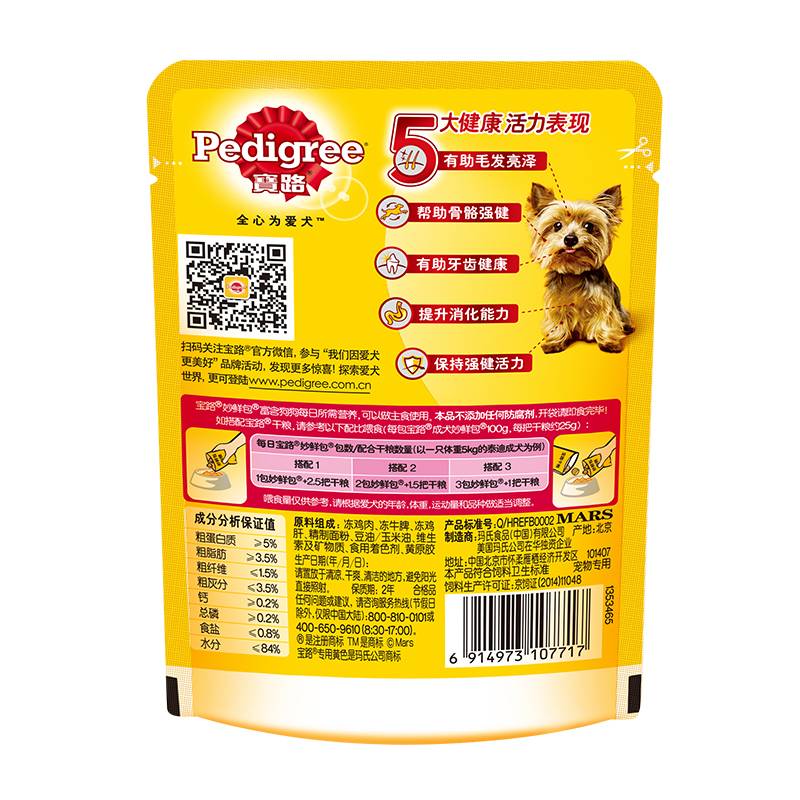 Pedigree®
寶路®
全心为爱犬™
5大健康 活力表现
有助毛发亮泽
帮助骨骼强健
有助牙齿健康
提升消化能力
保持强健活力
扫码关注宝路®官方微信，参与“我们因爱犬
更美好”品牌活动，发现更多惊喜！探索爱犬
世界，更可登陆www.pedigree.com.cn
宝路®妙鲜包®富含狗狗每日所需营养，可以做主食使用，本品不添加任何防腐剂，开袋请即食完毕！
如搭配宝路®干粮，请参考以下配比喂食(每包宝路®成犬妙鲜包®100g，每把干粮约25g)：
每日宝路®妙鲜包®包数/配合干粮数量(以一只体重5kg的泰迪成犬为例)
搭配 1 搭配 2 搭配 3
1包妙鲜包®+2.5把干粮 2包妙鲜包®+1.5把干粮 3包妙鲜包®+1把干粮
喂食量仅供参考，请根据爱犬的年龄，体重，运动量和品种做适当调整。
成分分析保证值
粗蛋白质 ≥5%
粗脂肪 ≥3.5%
粗纤维 ≤1.5%
粗灰分 ≤3.5%
钙 ≥0.2%
总磷 ≥0.2%
食盐 ≤0.8%
水分 ≤84%
原料组成：冻鸡肉、冻牛脾、冻鸡
肝、精制面粉、豆油/玉米油、维生
素及矿物质、食用着色剂、黄原胶
生产日期(年/月/日)：
请置放于清凉，干爽，清洁的地方，避免阳光
直接照射。 保质期：2年 合格品
任何问题或建议，请咨询服务热线(节假日
除外，仅限中国大陆)：800-810-0101或
400-650-9610 (8:30-17:00)。
®是注册商标 TM是商标 ©Mars
宝路®专用黄色是玛氏公司商标
产品标准号：Q/HREFB0002 MARS
制造商：玛氏食品(中国)有限公司 产地：北京
美国玛氏公司在华独资企业
地址：中国北京市怀柔雁栖经济开发区 101407
本产品符合饲料卫生标准 宠物专用
饲料生产许可证：京饲证(2014)11048
1353465
6 914973 107717